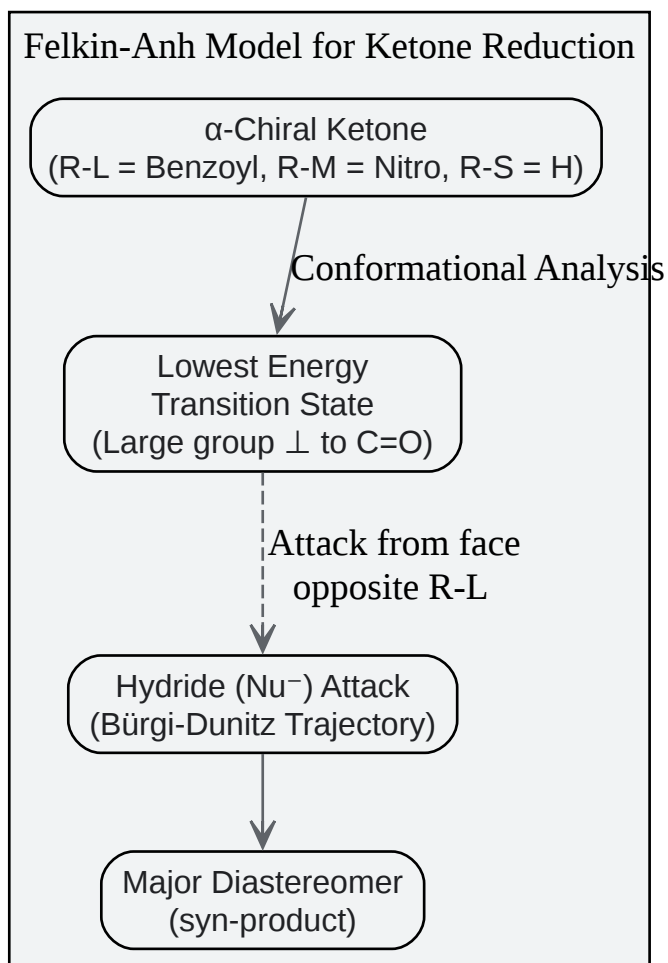 Felkin-Anh Model for Ketone Reduction
α-Chiral Ketone
(R-L = Benzoyl, R-M = Nitro, R-S = H)
Conformational Analysis
Lowest Energy
Transition State
(Large group ⊥ to C=O)
Attack from face
opposite R-L
Hydride (Nu⁻) Attack
(Bürgi-Dunitz Trajectory)
Major Diastereomer
(syn-product)